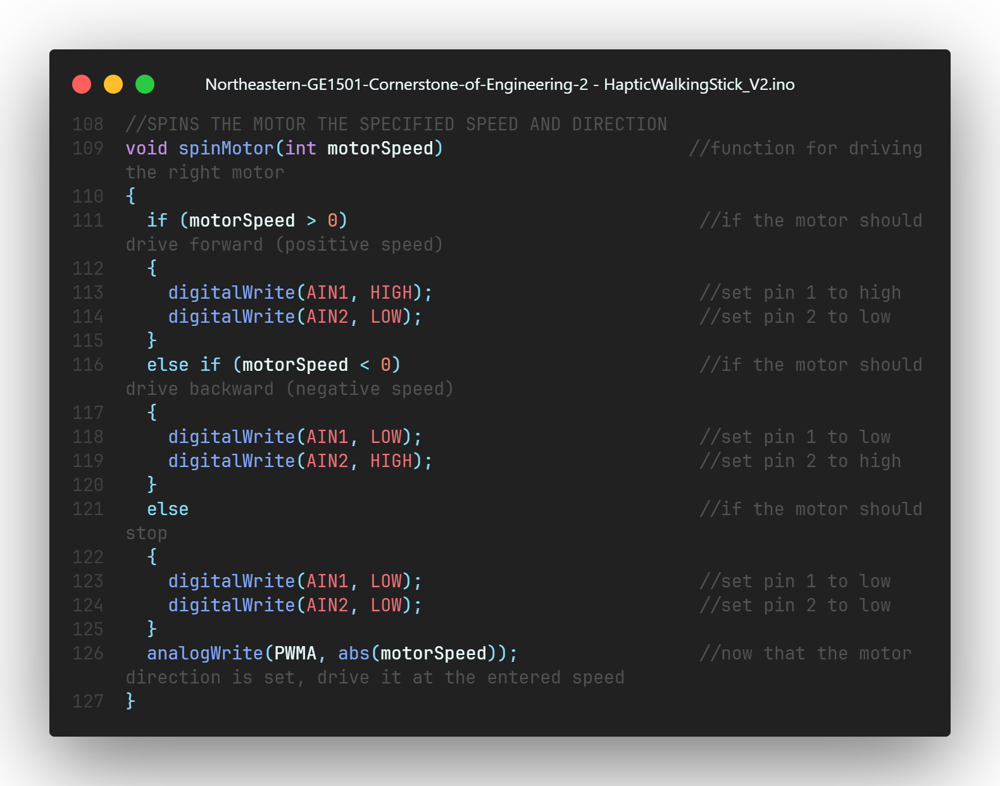 Northeastern-GE1501-Cornerstone-of-Engineering-2 - HapticWalkingStick_V2.ino
108 //SPINS THE MOTOR THE SPECIFIED SPEED AND DIRECTION
109 void spinMotor(int motorSpeed) //function for driving
the right motor
110 {
111 if (motorSpeed > 0) //if the motor should
drive forward (positive speed)
112 {
113 digitalWrite(AIN1, HIGH); //set pin 1 to high
114 digitalWrite(AIN2, LOW); //set pin 2 to low
115 }
116 else if (motorSpeed < 0) //if the motor should
drive backward (negative speed)
117 {
118 digitalWrite(AIN1, LOW); //set pin 1 to low
119 digitalWrite(AIN2, HIGH); //set pin 2 to high
120 }
121 else //if the motor should
stop
122 {
123 digitalWrite(AIN1, LOW); //set pin 1 to low
124 digitalWrite(AIN2, LOW); //set pin 2 to low
125 }
126 analogWrite(PWMA, abs(motorSpeed)); //now that the motor
direction is set, drive it at the entered speed
127 }